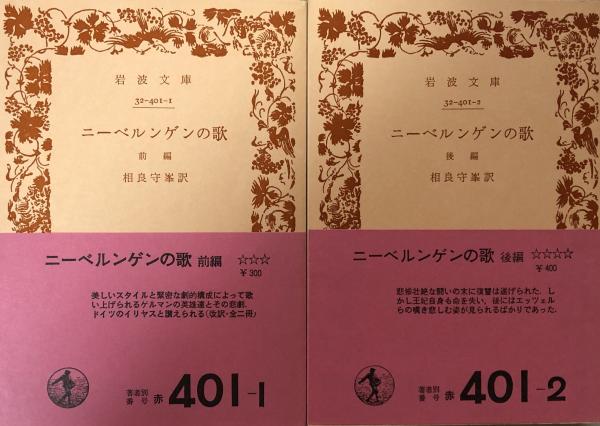 岩波文庫
32-401-1
ニーベルンゲンの歌
前編
相良守峯訳
ニーベルンゲンの歌 前編 ☆☆☆
￥300
美しいスタイルと緊密な劇的構成によって歌
い上げられるゲルマンの英雄達とその悲劇．
ドイツのイリヤスと讃えられる(改訳・全二冊)
著者別
番号 赤 401-1
岩波文庫
32-401-2
ニーベルンゲンの歌
後編
相良守峯訳
ニーベルンゲンの歌 後編 ☆☆☆☆
￥400
悲惨壮絶な闘いの末に復讐は遂げられた．し
かし王妃自身も命を失い，後にはエッツェル
らの嘆き悲しむ姿が見られるばかりであった．
著者別
番号 赤 401-2